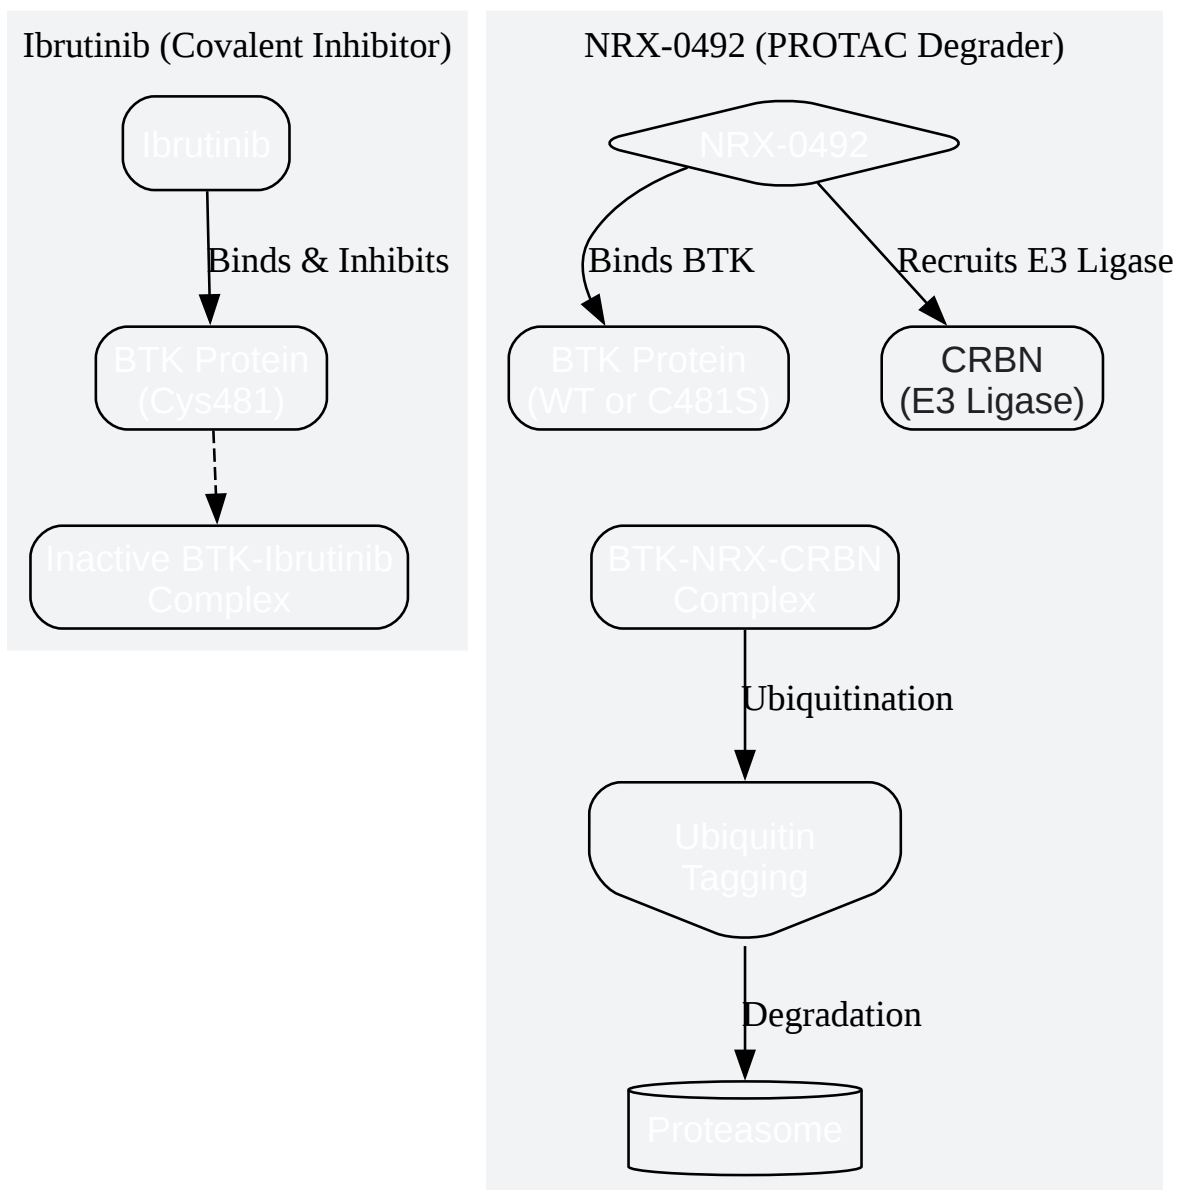 Ibrutinib (Covalent Inhibitor)
Ibrutinib
Binds & Inhibits
BTK Protein
(Cys481)
Inactive BTK-Ibrutinib
Complex
NRX-0492 (PROTAC Degrader)
NRX-0492
Binds BTK
Recruits E3 Ligase
BTK Protein
(WT or C481S)
CRBN
(E3 Ligase)
BTK-NRX-CRBN
Complex
Ubiquitination
Ubiquitin
Tagging
Degradation
Proteasome